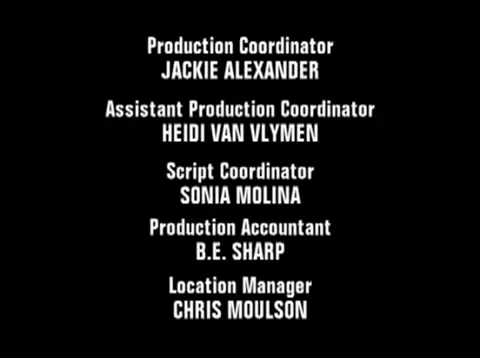 Production Coordinator
JACKIE ALEXANDER
Assistant Production Coordinator
HEIDI VAN VLYMEN
Script Coordinator
SONIA MOLINA
Production Accountant
B.E. SHARP
Location Manager
CHRIS MOULSON